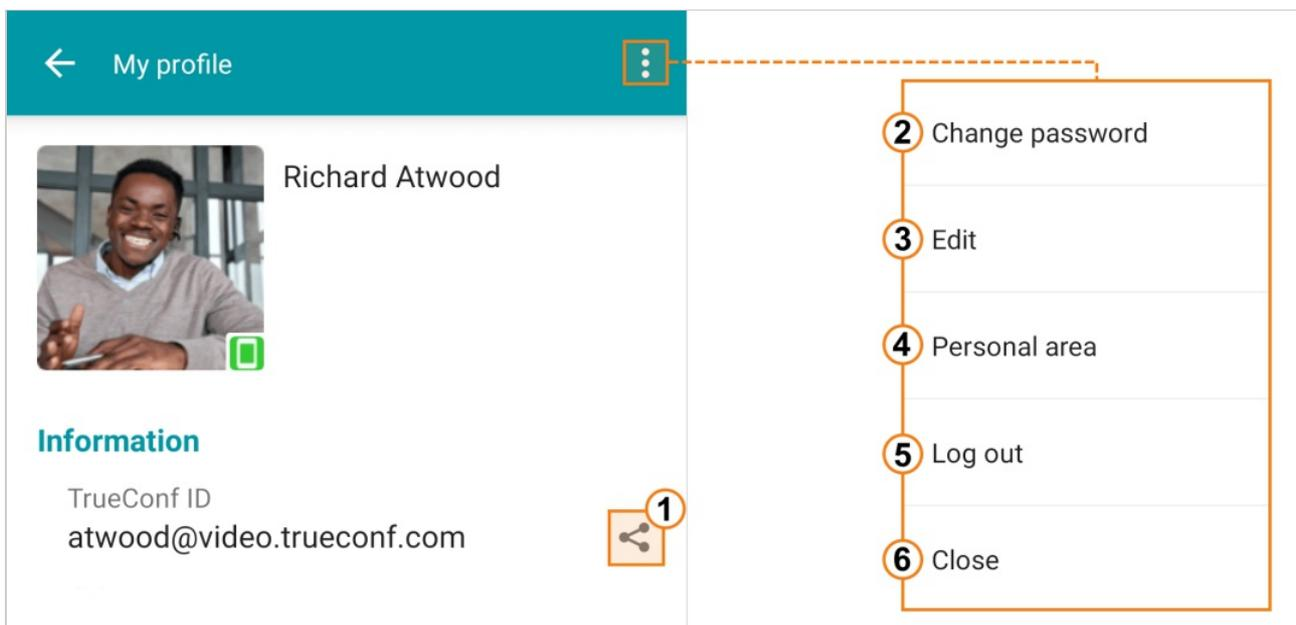 My profile
Richard Atwood
Information
TrueConf ID
atwood@video.trueconf.com
1
2 Change password
3 Edit
4 Personal area
5 Log out
6 Close